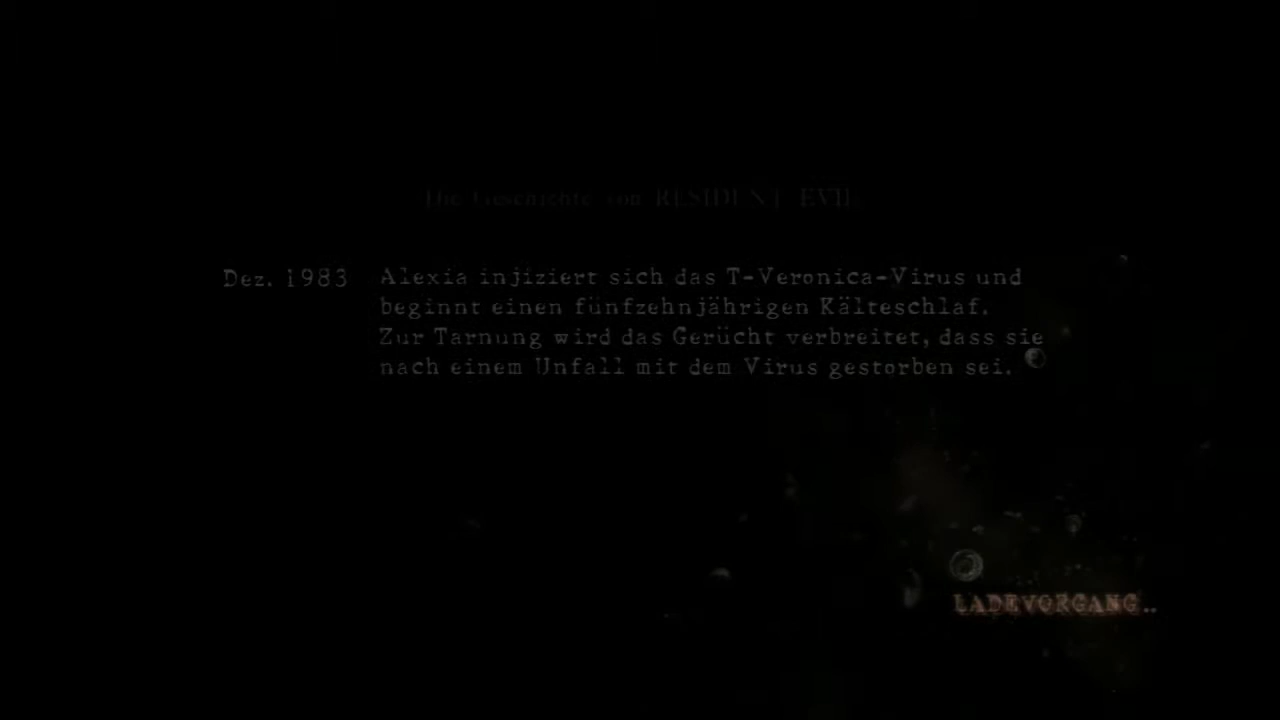 Die Geschichte von RESIDENT EVIL
Dez. 1983 Alexia injiziert sich das T-Veronica-Virus und
beginnt einen fünfzehnjährigen Kälteschlaf.
Zur Tarnung wird das Gerücht verbreitet, dass sie
nach einem Unfall mit dem Virus gestorben sei.
LADEVORGANG..